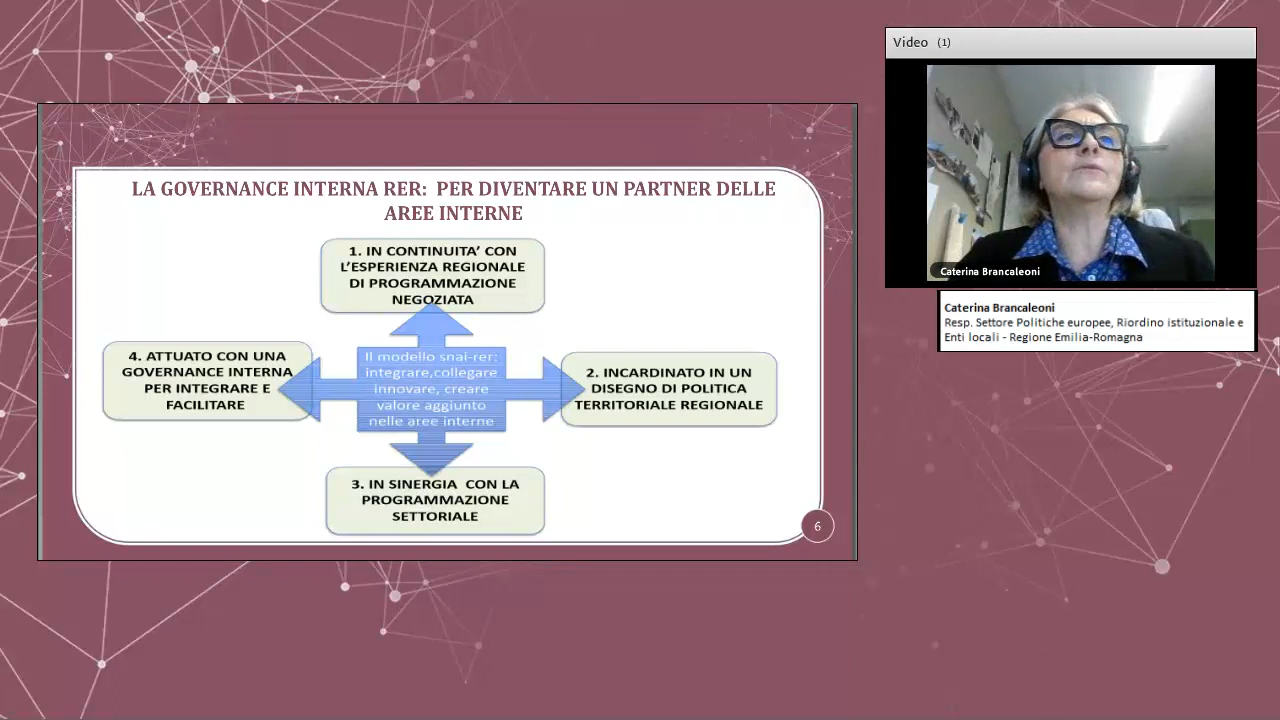 Video (1)
Caterina Brancaleoni
Caterina Brancaleoni
Resp. Settore Politiche europee, Riordino istituzionale e
Enti locali - Regione Emilia-Romagna
LA GOVERNANCE INTERNA RER: PER DIVENTARE UN PARTNER DELLE
AREE INTERNE
1. IN CONTINUITA’ CON
L’ESPERIENZA REGIONALE
DI PROGRAMMAZIONE
NEGOZIATA
4. ATTUATO CON UNA
GOVERNANCE INTERNA
PER INTEGRARE E
FACILITARE
Il modello snai-rer:
integrare,collegare
innovare, creare
valore aggiunto
nelle aree interne
2. INCARDINATO IN UN
DISEGNO DI POLITICA
TERRITORIALE REGIONALE
3. IN SINERGIA CON LA
PROGRAMMAZIONE
SETTORIALE
6